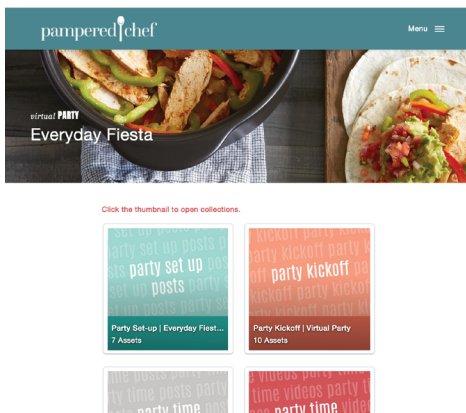 pampered chef
Menu
virtual PARTY
Everyday Fiesta
Click the thumbnail to open collections.
party set up
posts
Party Set-up | Everyday Fiest...
7 Assets
party kickoff
Party Kickoff | Virtual Party
10 Assets
party time
party time